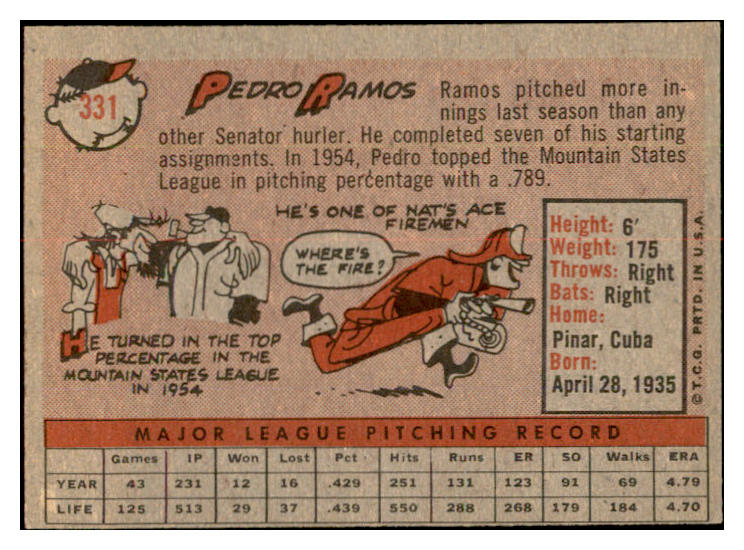 331
PEDRO RAMOS
Ramos pitched more in-
nings last season than any
other Senator hurler. He completed seven of his starting
assignments. In 1954, Pedro topped the Mountain States
League in pitching percentage with a .789.
HE TURNED IN THE TOP
PERCENTAGE IN THE
MOUNTAIN STATES LEAGUE
IN 1954
HE'S ONE OF NAT'S ACE
FIREMEN
WHERE'S
THE FIRE?
Height: 6'
Weight: 175
Throws: Right
Bats: Right
Home:
Pinar, Cuba
Born:
April 28, 1935
© T.C.G. PRTD. IN U.S.A.
MAJOR LEAGUE PITCHING RECORD
Games IP Won Lost Pct. Hits Runs ER SO Walks ERA
YEAR 43 231 12 16 .429 251 131 123 91 69 4.79
LIFE 125 513 29 37 .439 550 288 268 179 184 4.70